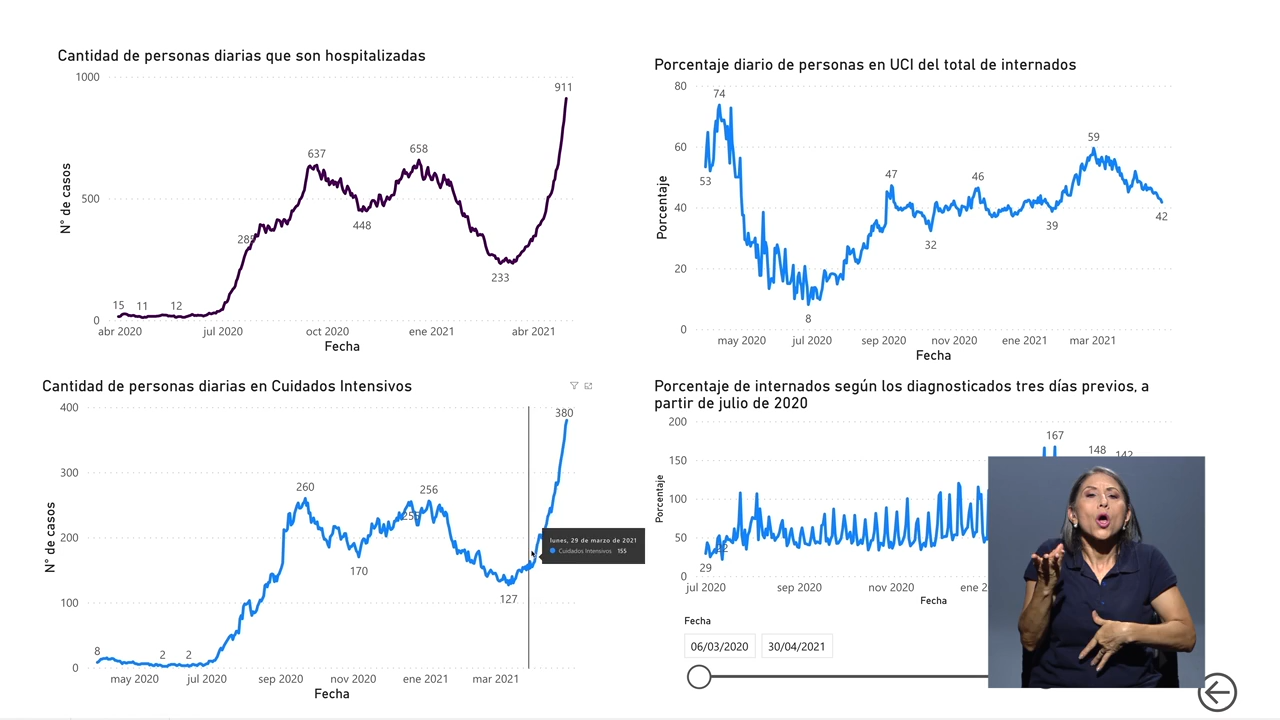 Cantidad de personas diarias que son hospitalizadas
1000
500
0
N° de casos
15
11
12
637
448
658
233
911
abr 2020
jul 2020
oct 2020
ene 2021
abr 2021
Fecha
Porcentaje diario de personas en UCI del total de internados
80
60
40
20
0
Porcentaje
53
74
8
47
32
46
39
59
42
may 2020
jul 2020
sep 2020
nov 2020
ene 2021
mar 2021
Fecha
Cantidad de personas diarias en Cuidados Intensivos
400
300
200
100
0
N° de casos
8
2
2
260
170
256
127
380
lunes, 29 de marzo de 2021
Cuidados Intensivos 155
may 2020
jul 2020
sep 2020
nov 2020
ene 2021
mar 2021
Fecha
Porcentaje de internados según los diagnosticados tres días previos, a
partir de julio de 2020
200
150
100
50
0
Porcentaje
29
22
167
148
142
jul 2020
sep 2020
nov 2020
ene 2
Fecha
Fecha
06/03/2020
30/04/2021